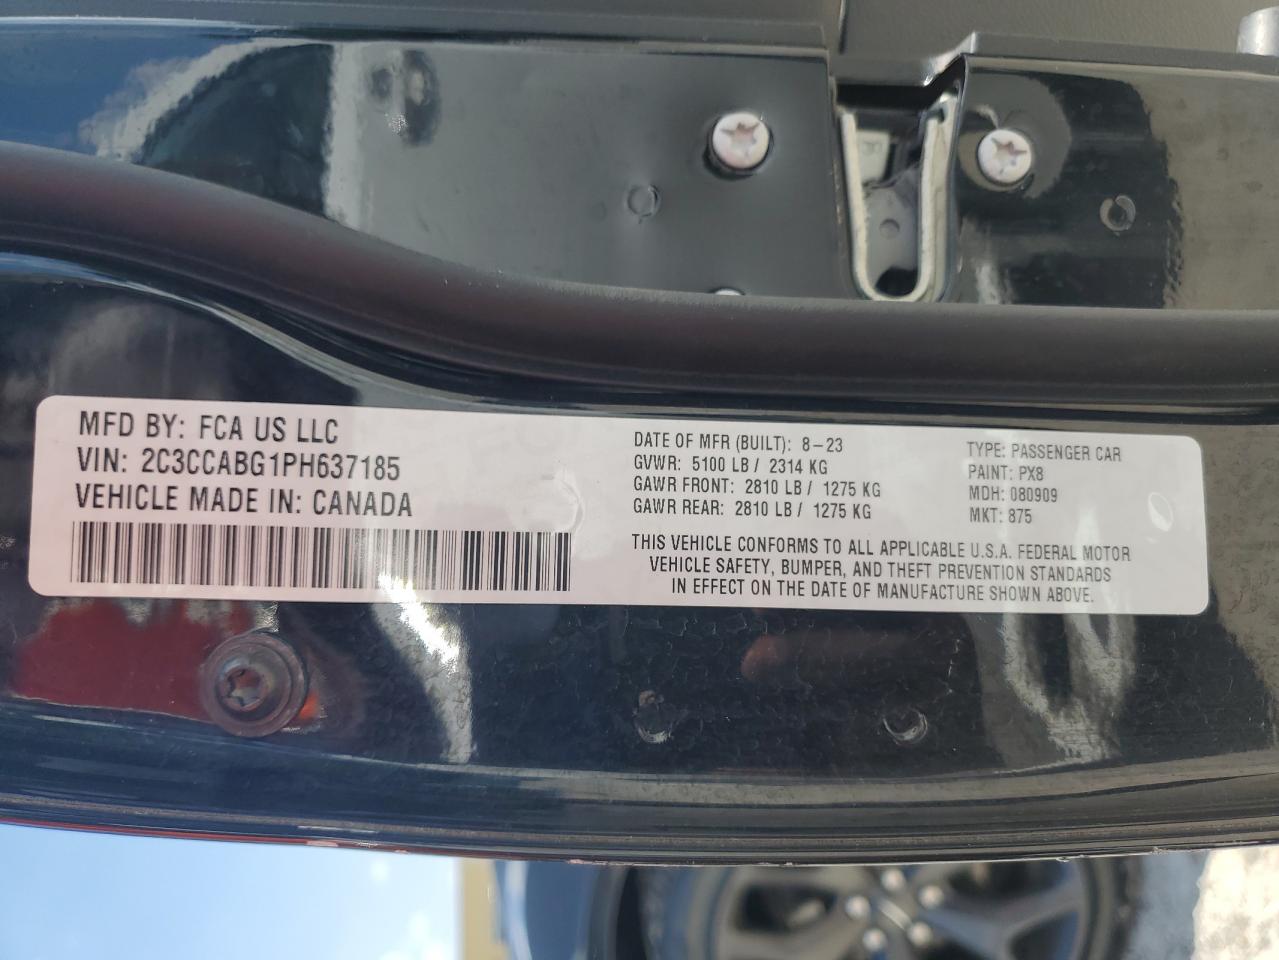 MFD BY: FCA US LLC
VIN: 2C3CCABG1PH637185
VEHICLE MADE IN: CANADA
DATE OF MFR (BUILT): 8-23
GVWR: 5100 LB / 2314 KG
GAWR FRONT: 2810 LB / 1275 KG
GAWR REAR: 2810 LB / 1275 KG
TYPE: PASSENGER CAR
PAINT: PX8
MDH: 080909
MKT: 875
THIS VEHICLE CONFORMS TO ALL APPLICABLE U.S.A. FEDERAL MOTOR
VEHICLE SAFETY, BUMPER, AND THEFT PREVENTION STANDARDS
IN EFFECT ON THE DATE OF MANUFACTURE SHOWN ABOVE.